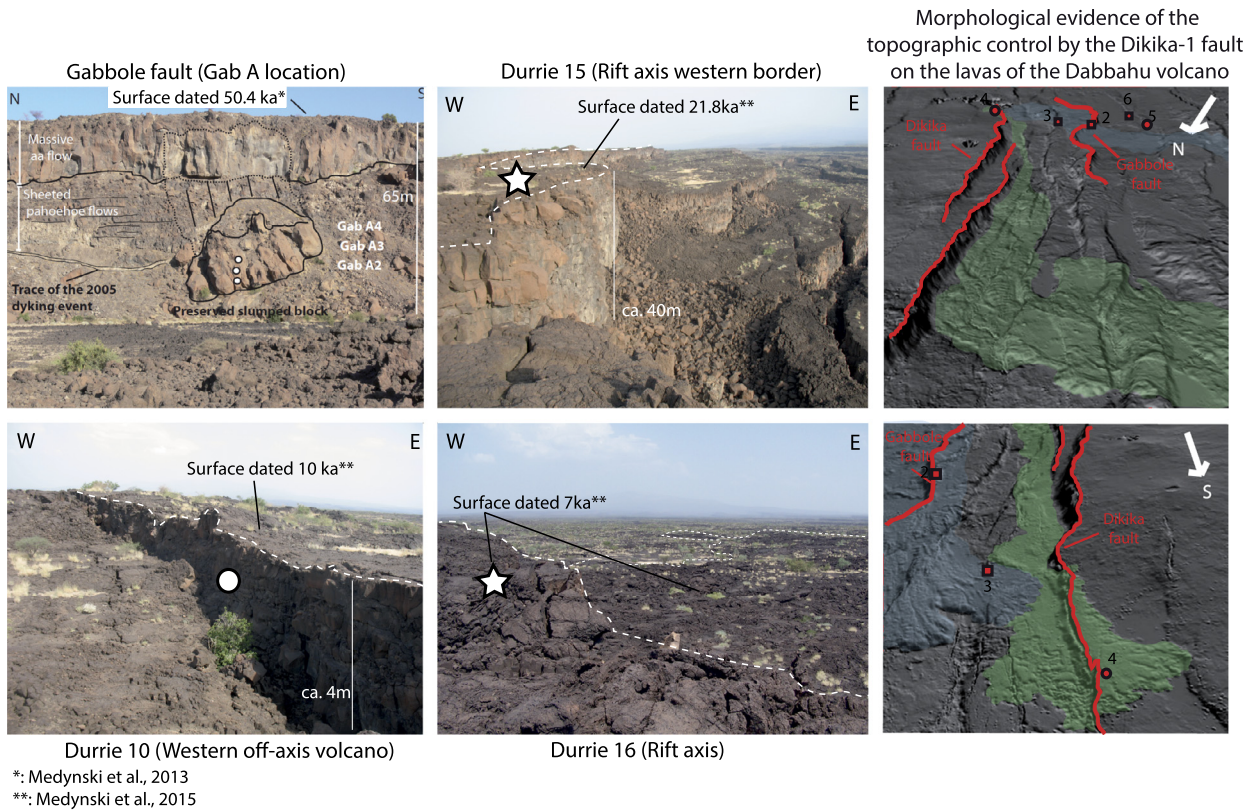 Morphological evidence of the
topographic control by the Dikika-1 fault
on the lavas of the Dabbahu volcano
Gabbole fault (Gab A location)
N
S
Surface dated 50.4 ka*
Massive
aa flow
Sheeted
pahoehoe flows
65m
Gab A4
Gab A3
Gab A2
Trace of the 2005
dyking event
Preserved slumped block
Durrie 15 (Rift axis western border)
W
E
Surface dated 21.8ka**
ca. 40m
4
3
2
6
5
Dikika
fault
Gabbole
fault
N
W
E
Surface dated 10 ka**
ca. 4m
Durrie 10 (Western off-axis volcano)
W
E
Surface dated 7ka**
Durrie 16 (Rift axis)
Gabbole
fault
2
3
Dikika
fault
4
S
*: Medynski et al., 2013
**: Medynski et al., 2015